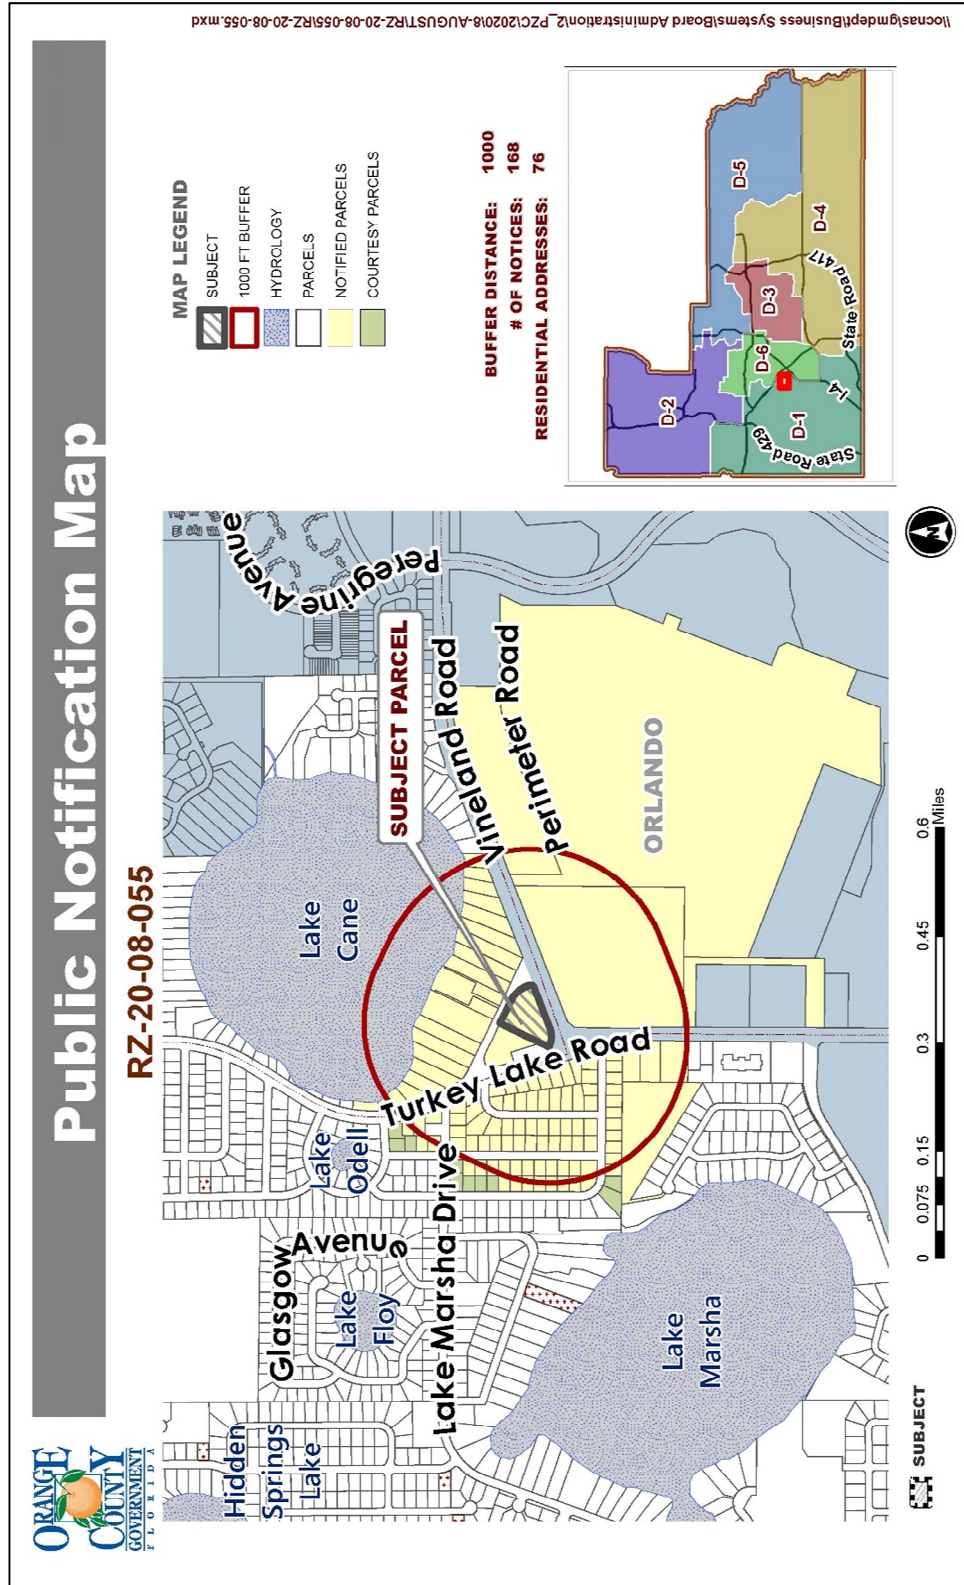 \\ocnas\gmdept\Business Systems\Board Administration\2_PZC\2020\8-AUGUST\RZ-20-08-055\RZ\RZ-20-08-055.mxd
ORANGE
COUNTY
GOVERNMENT
FLORIDA
Public Notification Map
RZ-20-08-055
Hidden
Springs
Lake
Glasgow
Avenue
Lake
Floy
Lake
Odell
Lake
Cane
Peregrine Avenue
SUBJECT PARCEL
Lake Marsha Drive
Turkey Lake Road
Vineland Road
Perimeter Road
ORLANDO
Lake
Marsha
MAP LEGEND
SUBJECT
1000 FT BUFFER
HYDROLOGY
PARCELS
NOTIFIED PARCELS
COURTESY PARCELS
BUFFER DISTANCE: 1000
# OF NOTICES: 168
RESIDENTIAL ADDRESSES: 76
D-2
D-5
D-6
D-3
D-1
D-4
State Road 429
I-4
State Road 417
N
SUBJECT
0 0.075 0.15 0.3 0.45 0.6
Miles